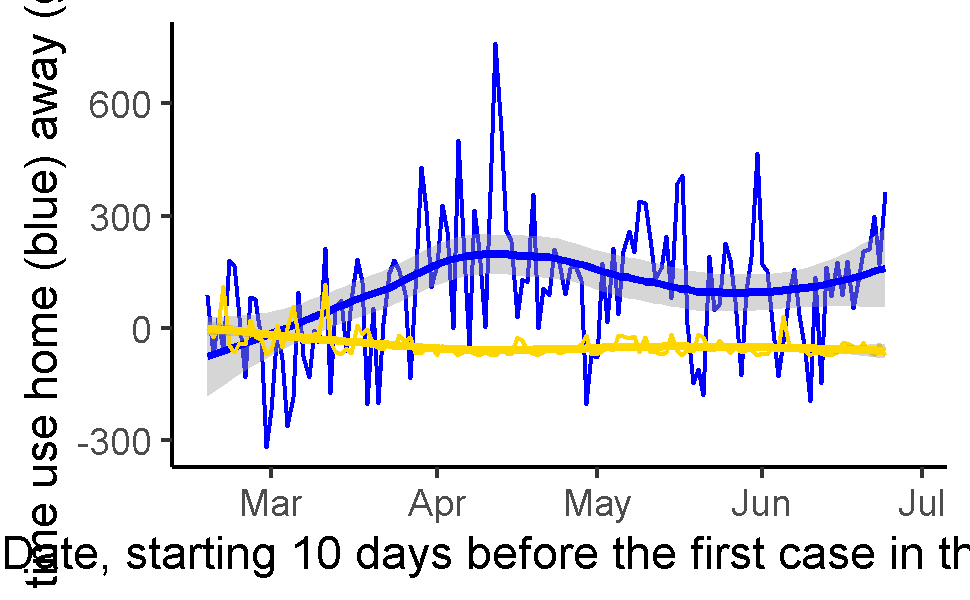 time use home (blue) away (
600
300
0
-300
Mar Apr May Jun Jul
Date, starting 10 days before the first case in th